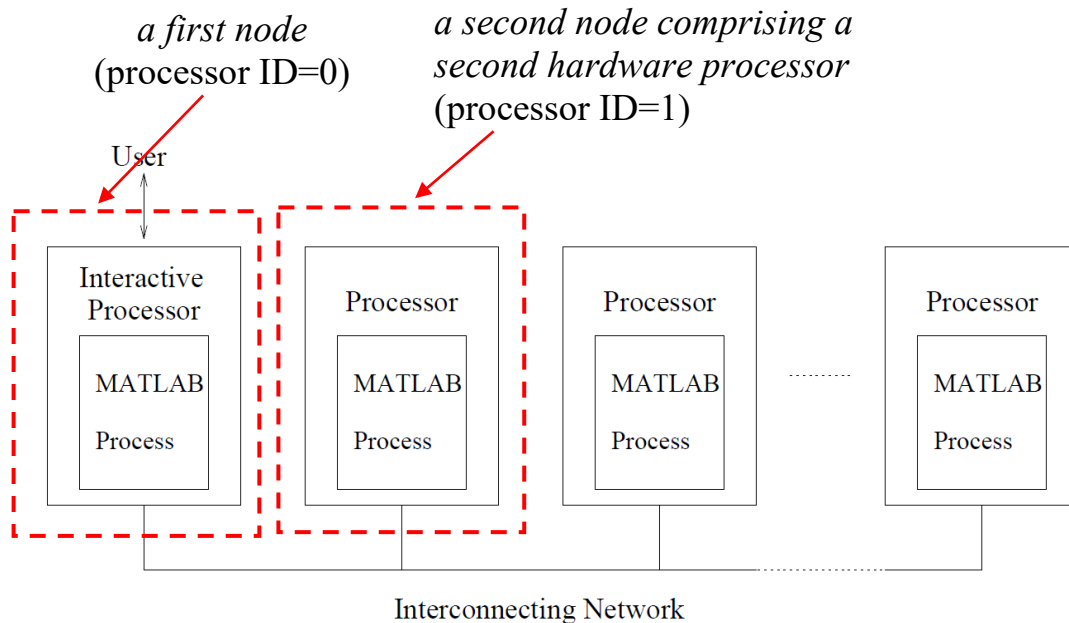 a first node
(processor ID=0)
a second node comprising a
second hardware processor
(processor ID=1)
User
Interactive
Processor
MATLAB
Process
Processor
MATLAB
Process
Processor
MATLAB
Process
Processor
MATLAB
Process
Interconnecting Network